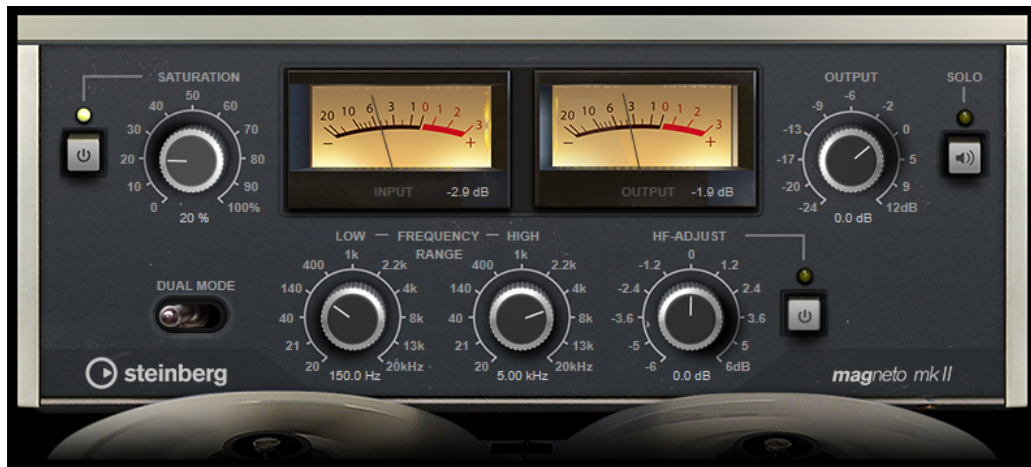 SATURATION
0 10 20 30 40 50 60 70 80 90 100%
20 %
20 10 6 3 1 0 1 2 3
- +
INPUT -2.9 dB
20 10 6 3 1 0 1 2 3
- +
OUTPUT -1.9 dB
OUTPUT
-24 -20 -17 -13 -9 -6 -2 0 5 9 12dB
0.0 dB
SOLO
DUAL MODE
LOW — FREQUENCY — HIGH
RANGE
20 21 40 140 400 1k 2.2k 4k 8k 13k 20kHz
150.0 Hz
20 21 40 140 400 1k 2.2k 4k 8k 13k 20kHz
5.00 kHz
HF-ADJUST
-6 -5 -3.6 -2.4 -1.2 0 1.2 2.4 3.6 5 6dB
0.0 dB
steinberg
magneto mk II